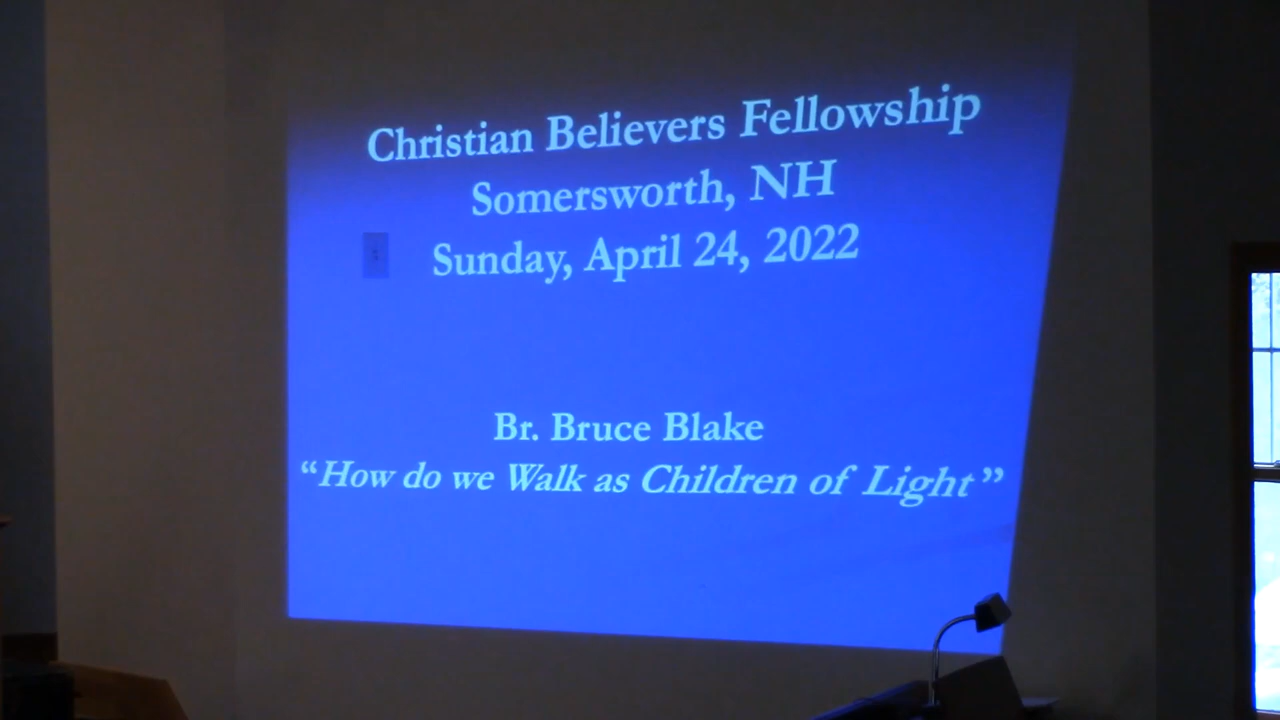 Christian Believers Fellowship
Somersworth, NH
Sunday, April 24, 2022
Br. Bruce Blake
“How do we Walk as Children of Light”